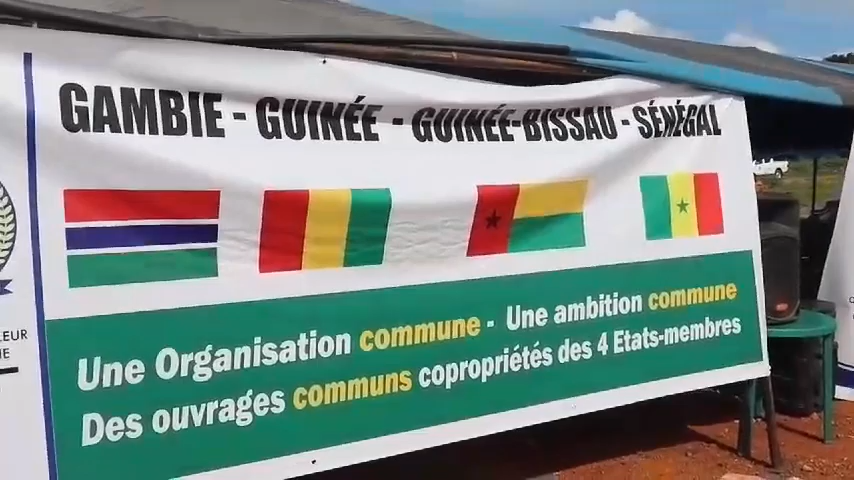 GAMBIE - GUINÉE - GUINÉE-BISSAU - SÉNÉGAL
Une Organisation commune - Une ambition commune
Des ouvrages communs copropriétés des 4 Etats-membres
LEUR